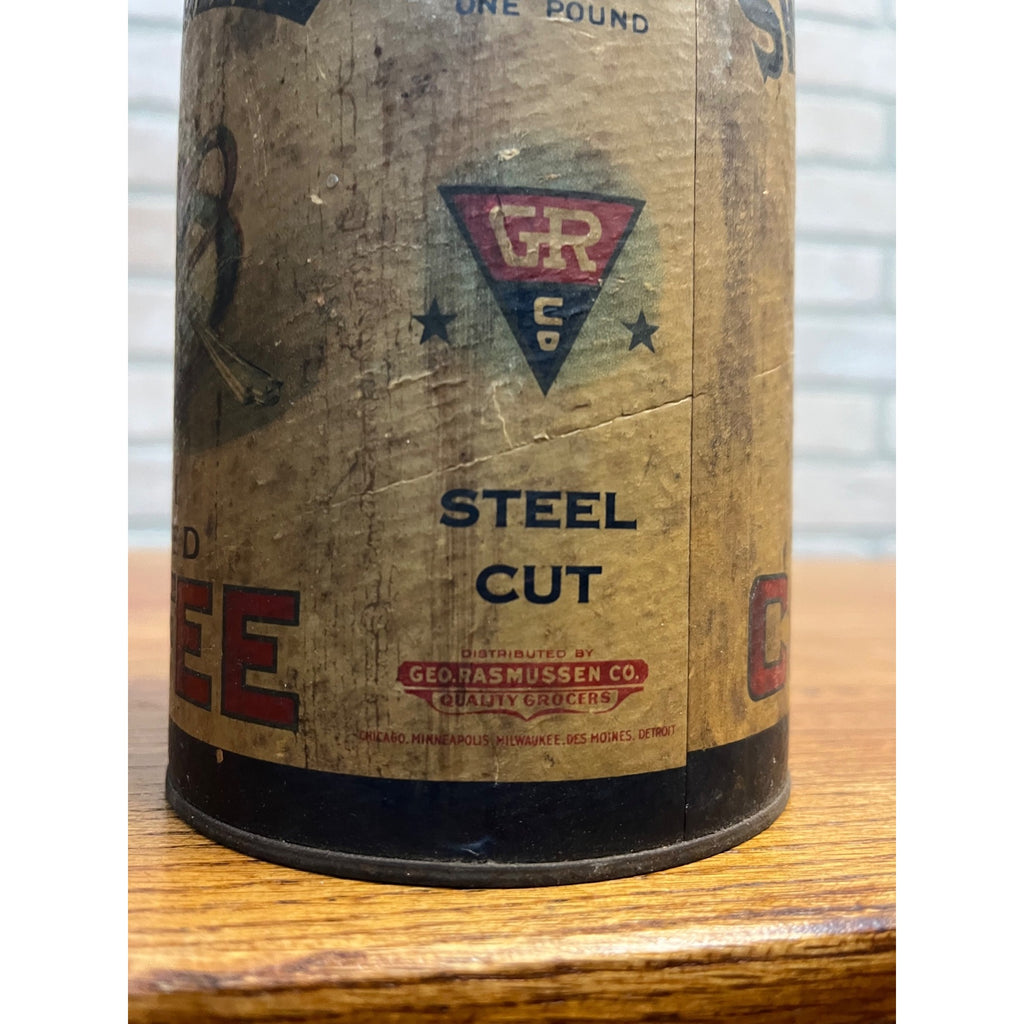 ONE POUND
GR
CO
STEEL
CUT
DISTRIBUTED BY
GEO. RASMUSSEN CO.
QUALITY GROCERS
CHICAGO, MINNEAPOLIS, MILWAUKEE, DES MOINES, DETROIT
D
EE
C